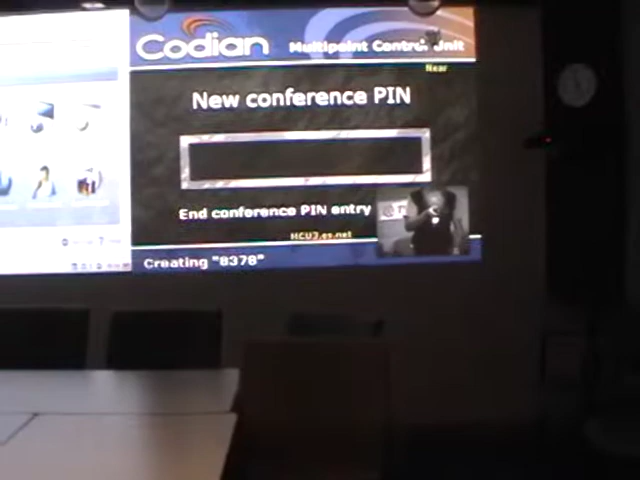 Codian
Multipoint Control Unit
Near
New conference PIN
End conference PIN entry
MCU3.es.net
Creating "8378"